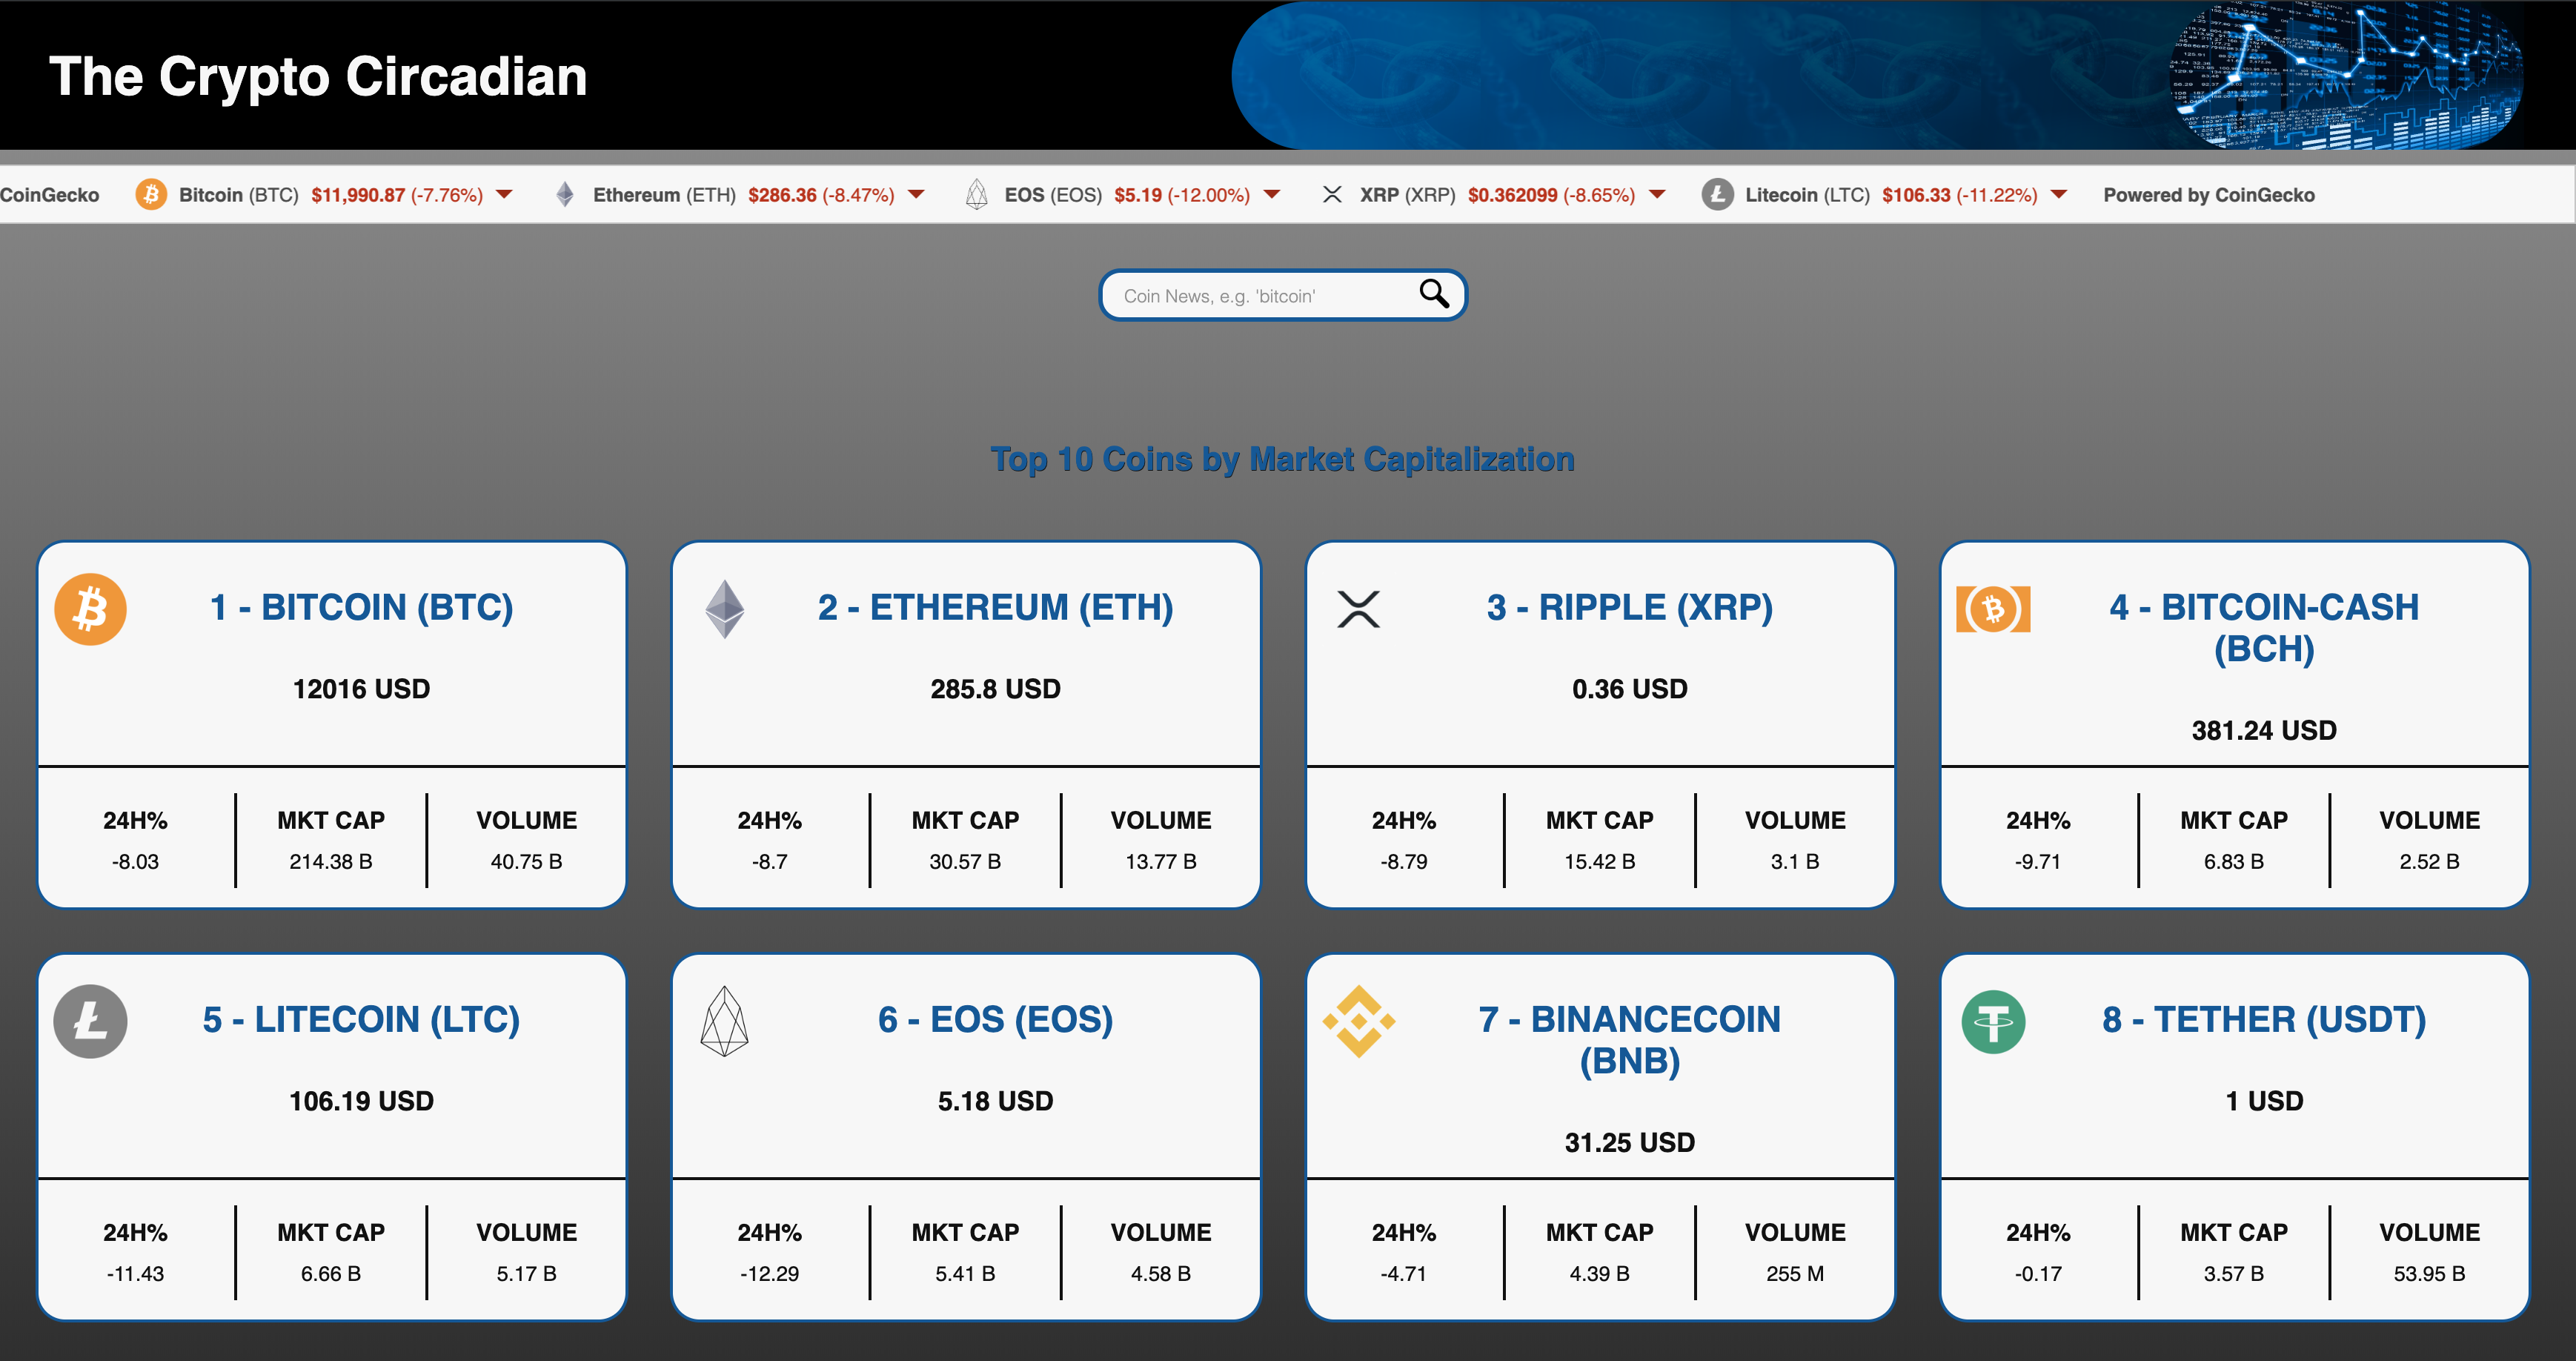 The Crypto Circadian
CoinGecko Bitcoin (BTC) $11,990.87 (-7.76%) Ethereum (ETH) $286.36 (-8.47%) EOS (EOS) $5.19 (-12.00%) XRP (XRP) $0.362099 (-8.65%) Litecoin (LTC) $106.33 (-11.22%) Powered by CoinGecko
Coin News, e.g. 'bitcoin'
Top 10 Coins by Market Capitalization
1 - BITCOIN (BTC)
12016 USD
24H% MKT CAP VOLUME
-8.03 214.38 B 40.75 B
2 - ETHEREUM (ETH)
285.8 USD
24H% MKT CAP VOLUME
-8.7 30.57 B 13.77 B
3 - RIPPLE (XRP)
0.36 USD
24H% MKT CAP VOLUME
-8.79 15.42 B 3.1 B
4 - BITCOIN-CASH
(BCH)
381.24 USD
24H% MKT CAP VOLUME
-9.71 6.83 B 2.52 B
5 - LITECOIN (LTC)
106.19 USD
24H% MKT CAP VOLUME
-11.43 6.66 B 5.17 B
6 - EOS (EOS)
5.18 USD
24H% MKT CAP VOLUME
-12.29 5.41 B 4.58 B
7 - BINANCECOIN
(BNB)
31.25 USD
24H% MKT CAP VOLUME
-4.71 4.39 B 255 M
8 - TETHER (USDT)
1 USD
24H% MKT CAP VOLUME
-0.17 3.57 B 53.95 B